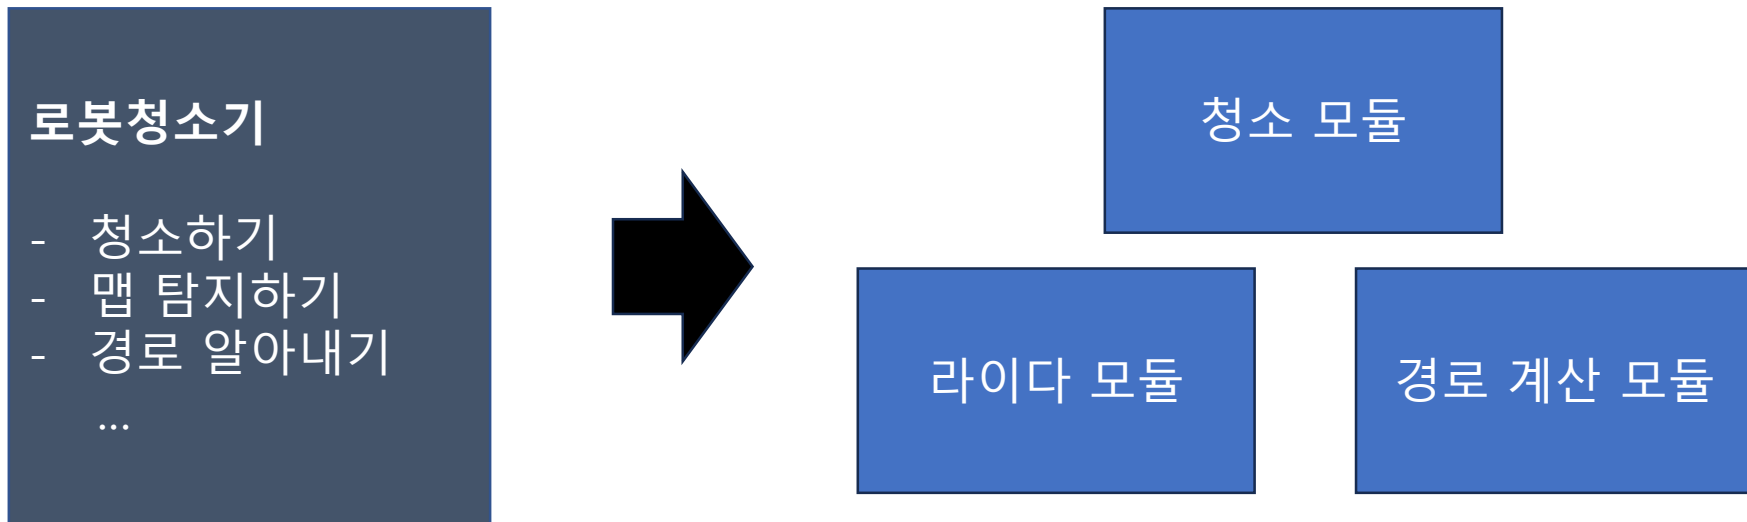 로봇청소기
- 청소하기
- 맵 탐지하기
- 경로 알아내기
...
청소 모듈
라이다 모듈
경로 계산 모듈